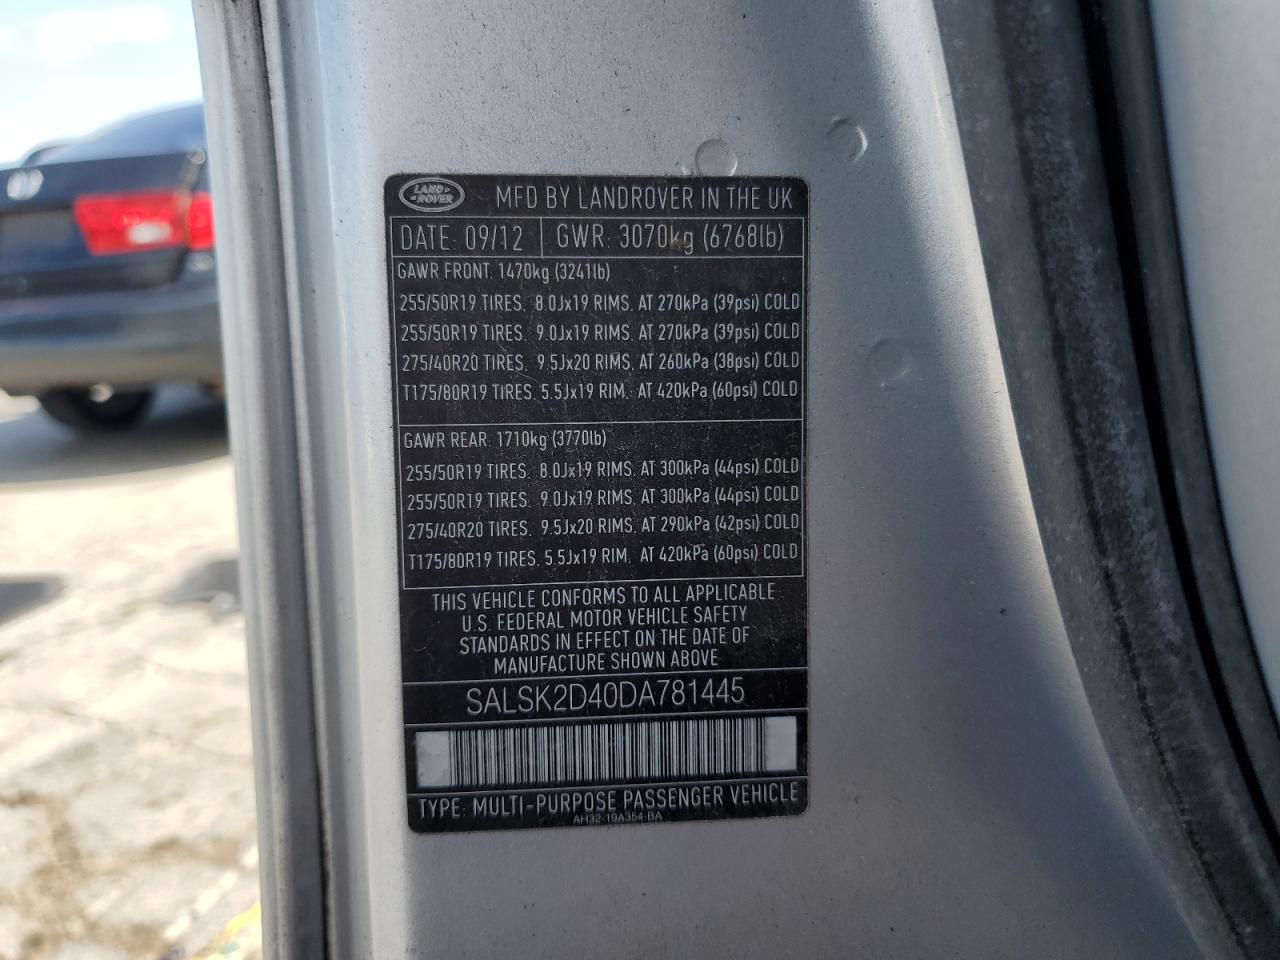 LAND-
-ROVER
MFD BY LANDROVER IN THE UK
DATE: 09/12 GWR: 3070kg (6768lb)
GAWR FRONT. 1470kg (3241lb)
255/50R19 TIRES. 8.0Jx19 RIMS. AT 270kPa (39psi) COLD
255/50R19 TIRES. 9.0Jx19 RIMS. AT 270kPa (39psi) COLD
275/40R20 TIRES. 9.5Jx20 RIMS. AT 260kPa (38psi) COLD
T175/80R19 TIRES. 5.5Jx19 RIM. AT 420kPa (60psi) COLD
GAWR REAR. 1710kg (3770lb)
255/50R19 TIRES. 8.0Jx19 RIMS. AT 300kPa (44psi) COLD
255/50R19 TIRES. 9.0Jx19 RIMS. AT 300kPa (44psi) COLD
275/40R20 TIRES. 9.5Jx20 RIMS. AT 290kPa (42psi) COLD
T175/80R19 TIRES. 5.5Jx19 RIM. AT 420kPa (60psi) COLD
THIS VEHICLE CONFORMS TO ALL APPLICABLE
U.S. FEDERAL MOTOR VEHICLE SAFETY
STANDARDS IN EFFECT ON THE DATE OF
MANUFACTURE SHOWN ABOVE
SALSK2D40DA781445
TYPE: MULTI-PURPOSE PASSENGER VEHICLE
AH32-19A354-BA